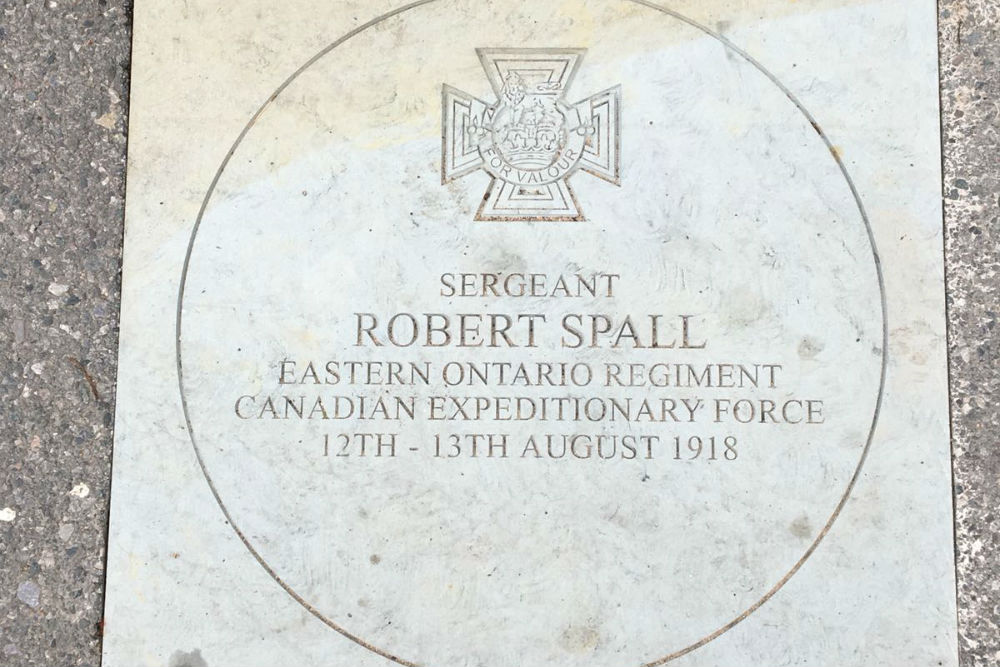 FOR VALOUR
SERGEANT
ROBERT SPALL
EASTERN ONTARIO REGIMENT
CANADIAN EXPEDITIONARY FORCE
12TH - 13TH AUGUST 1918